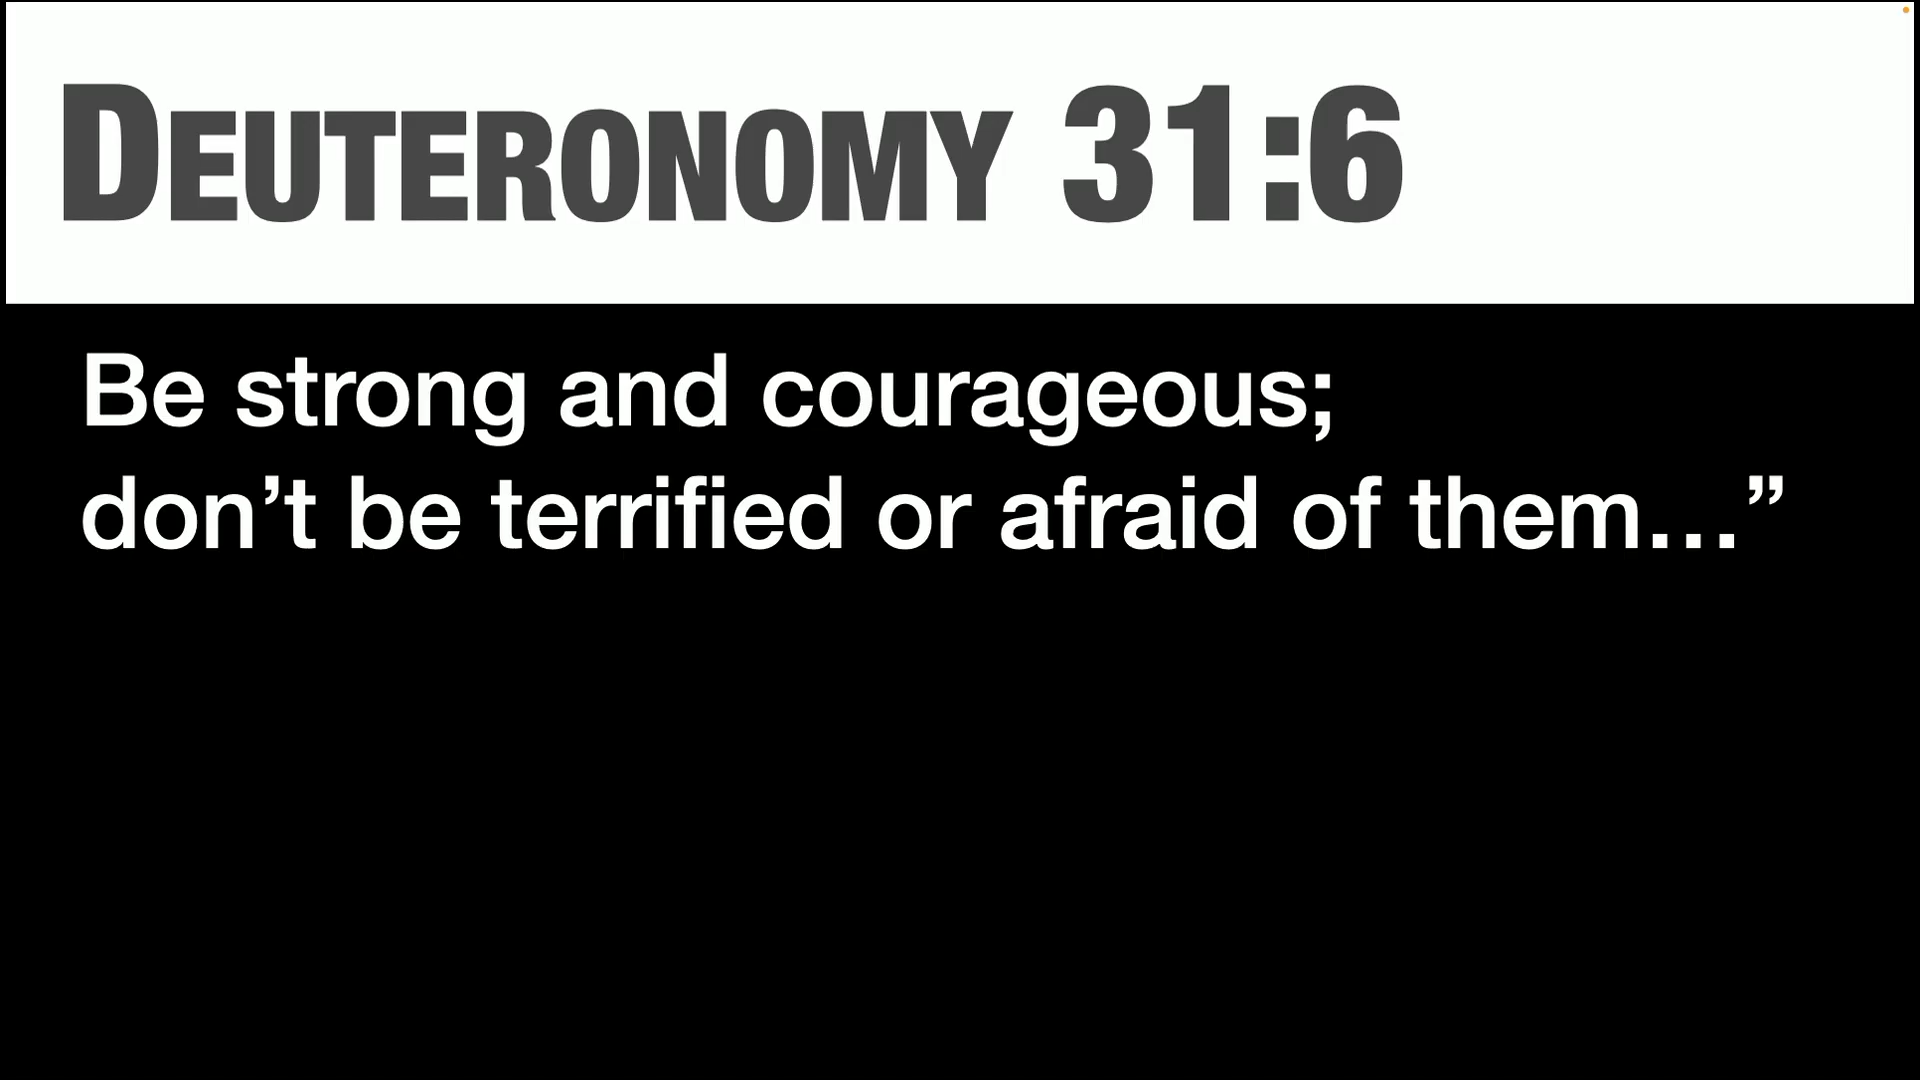 DEUTERONOMY 31:6
Be strong and courageous;
don’t be terrified or afraid of them…”